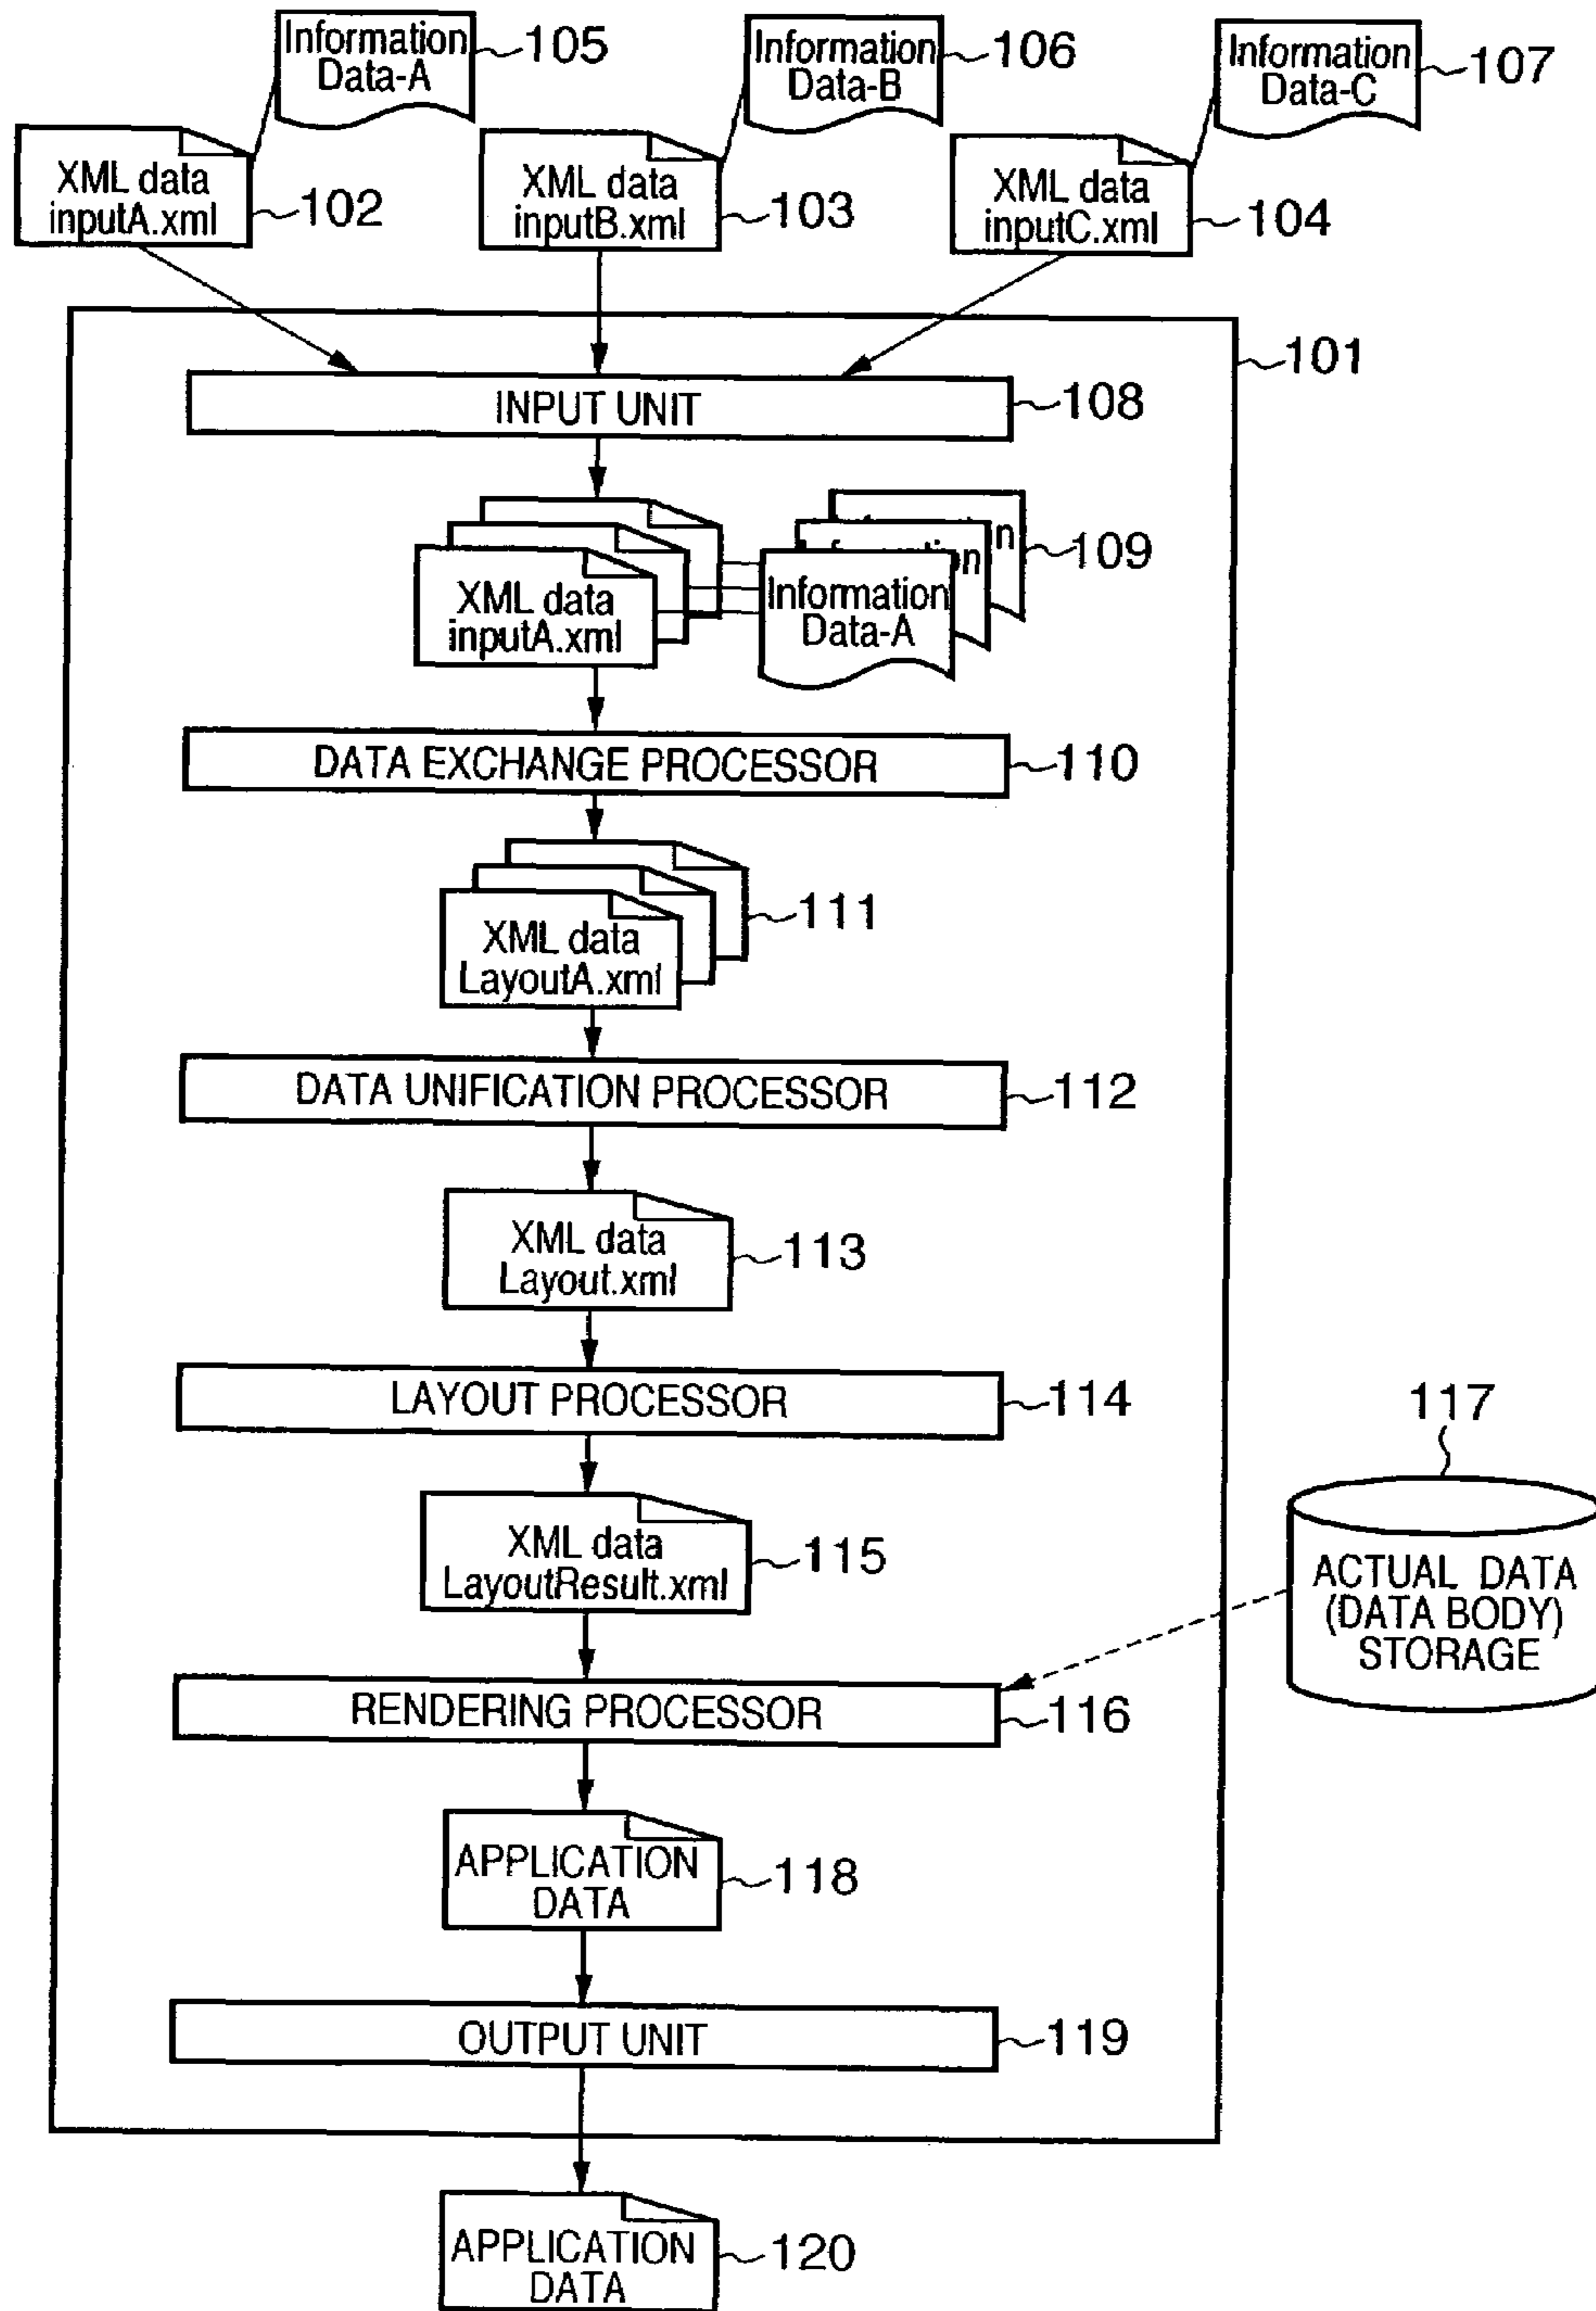 Information
Data-A
105
Information
Data-B
106
Information
Data-C
107
XML data
inputA.xml
102
XML data
inputB.xml
103
XML data
inputC.xml
104
101
INPUT UNIT
108
XML data
inputA.xml
Information
Data-A
109
DATA EXCHANGE PROCESSOR
110
XML data
LayoutA.xml
111
DATA UNIFICATION PROCESSOR
112
XML data
Layout.xml
113
LAYOUT PROCESSOR
114
XML data
LayoutResult.xml
115
117
ACTUAL DATA
(DATA BODY)
STORAGE
RENDERING PROCESSOR
116
APPLICATION
DATA
118
OUTPUT UNIT
119
APPLICATION
DATA
120